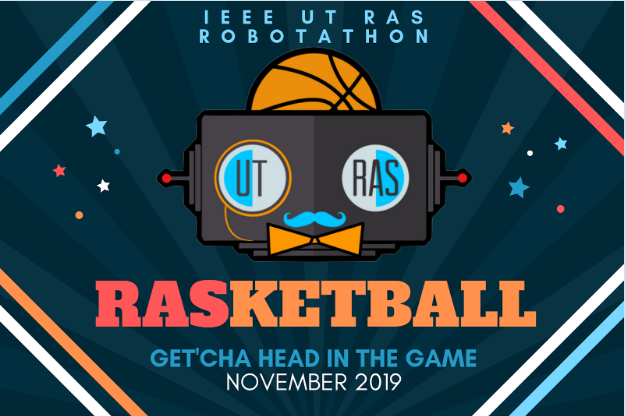 IEEE UT RAS
ROBOTATHON
UT RAS
RASKETBALL
GET'CHA HEAD IN THE GAME
NOVEMBER 2019